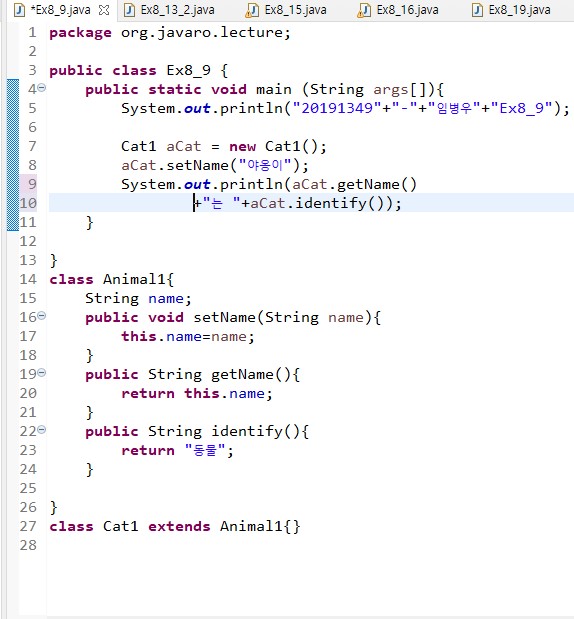 *Ex8_9.java Ex8_13_2.java Ex8_15.java Ex8_16.java Ex8_19.java
1 package org.javaro.lecture;
2
3 public class Ex8_9 {
4 public static void main (String args[]){
5 System.out.println("20191349"+"-"+"임병우"+"Ex8_9");
6
7 Cat1 aCat = new Cat1();
8 aCat.setName("야옹이");
9 System.out.println(aCat.getName()
10 +"는 "+aCat.identify());
11 }
12
13 }
14 class Animal1{
15 String name;
16 public void setName(String name){
17 this.name=name;
18 }
19 public String getName(){
20 return this.name;
21 }
22 public String identify(){
23 return "동물";
24 }
25
26 }
27 class Cat1 extends Animal1{}
28